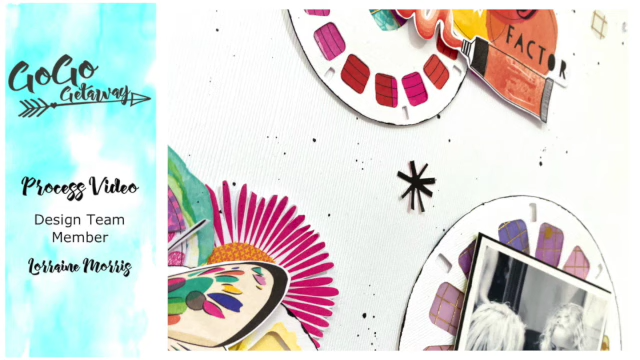 GoGo
Getaway
Process Video
Design Team
Member
Lorraine Morris
FACTOR